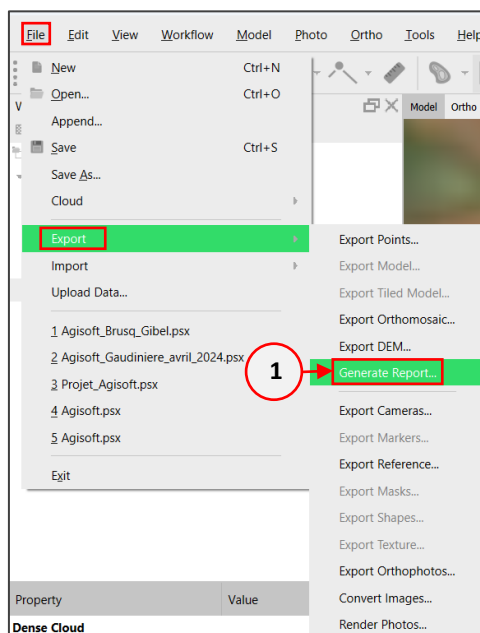 File Edit View Workflow Model Photo Ortho Tools Help
New Ctrl+N
Open... Ctrl+O
Append...
Save Ctrl+S
Save As...
Cloud
Export
Import
Upload Data...
1 Agisoft_Brusq_Gibel.psx
2 Agisoft_Gaudiniere_avril_2024.psx
3 Projet_Agisoft.psx
4 Agisoft.psx
5 Agisoft.psx
Exit
Model Ortho
Export Points...
Export Model...
Export Tiled Model...
Export Orthomosaic...
Export DEM...
1
Generate Report...
Export Cameras...
Export Markers...
Export Reference...
Export Masks...
Export Shapes...
Export Texture...
Export Orthophotos...
Convert Images...
Render Photos...
Property Value
Dense Cloud